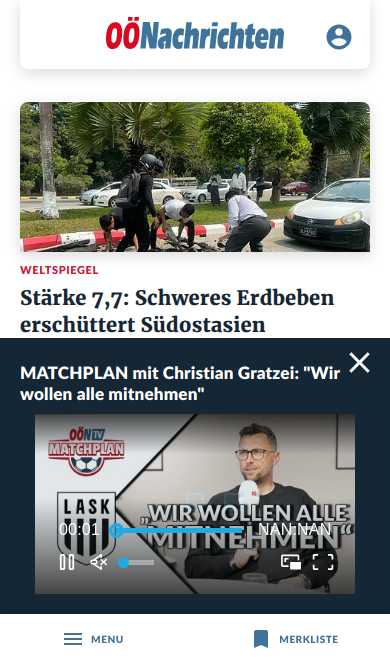 OÖNachrichten
WELTSPIEGEL
Stärke 7,7: Schweres Erdbeben
erschüttert Südostasien
MATCHPLAN mit Christian Gratzei: "Wir
wollen alle mitnehmen"
OÖN TV
MATCHPLAN
LASK
„WIR WOLLEN ALLE
MITNEHMEN"
00:01
NAN:NAN
MENU
MERKLISTE